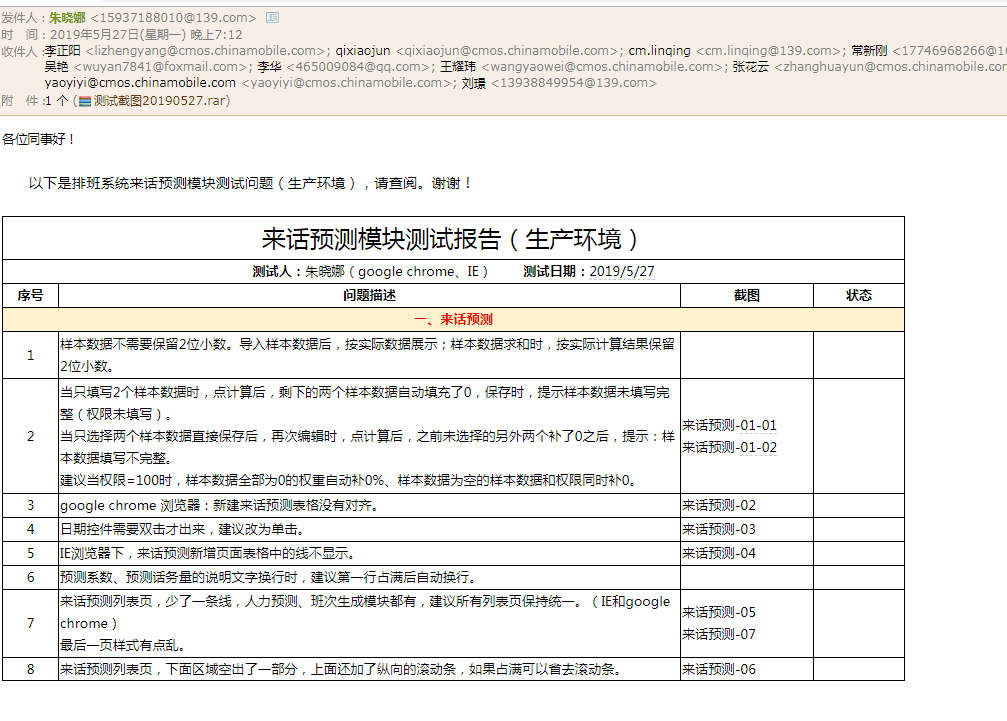 发件人：朱晓娜 <15937188010@139.com>
时　间：2019年5月27日(星期一) 晚上7:12
收件人：李正阳 <lizhengyang@cmos.chinamobile.com>; qixiaojun <qixiaojun@cmos.chinamobile.com>; cm.linqing <cm.linqing@139.com>; 常新刚 <17746968266@1
吴艳 <wuyan7841@foxmail.com>; 李华 <465009084@qq.com>; 王耀玮 <wangyaowei@cmos.chinamobile.com>; 张花云 <zhanghuayun@cmos.chinamobile.com
yaoyiyi@cmos.chinamobile.com <yaoyiyi@cmos.chinamobile.com>; 刘璟 <13938849954@139.com>
附　件：1 个 (测试截图20190527.rar)
各位同事好！
以下是排班系统来话预测模块测试问题（生产环境），请查阅。谢谢！
来话预测模块测试报告（生产环境）
测试人：朱晓娜（google chrome、IE） 测试日期：2019/5/27
序号 问题描述 截图 状态
一、来话预测
1 样本数据不需要保留2位小数。导入样本数据后，按实际数据展示；样本数据求和时，按实际计算结果保留
2位小数。
2 当只填写2个样本数据时，点计算后，剩下的两个样本数据自动填充了0，保存时，提示样本数据未填写完
整（权限未填写）。
当只选择两个样本数据直接保存后，再次编辑时，点计算后，之前未选择的另外两个补了0之后，提示：样
本数据填写不完整。
建议当权限=100时，样本数据全部为0的权重自动补0%、样本数据为空的样本数据和权限同时补0。
来话预测-01-01
来话预测-01-02
3 google chrome 浏览器：新建来话预测表格没有对齐。 来话预测-02
4 日期控件需要双击才出来，建议改为单击。 来话预测-03
5 IE浏览器下，来话预测新增页面表格中的线不显示。 来话预测-04
6 预测系数、预测话务量的说明文字换行时，建议第一行占满后自动换行。
7 来话预测列表页，少了一条线，人力预测、班次生成模块都有，建议所有列表页保持统一。（IE和google
chrome）
最后一页样式有点乱。
来话预测-05
来话预测-07
8 来话预测列表页，下面区域空出了一部分，上面还加了纵向的滚动条，如果占满可以省去滚动条。 来话预测-06